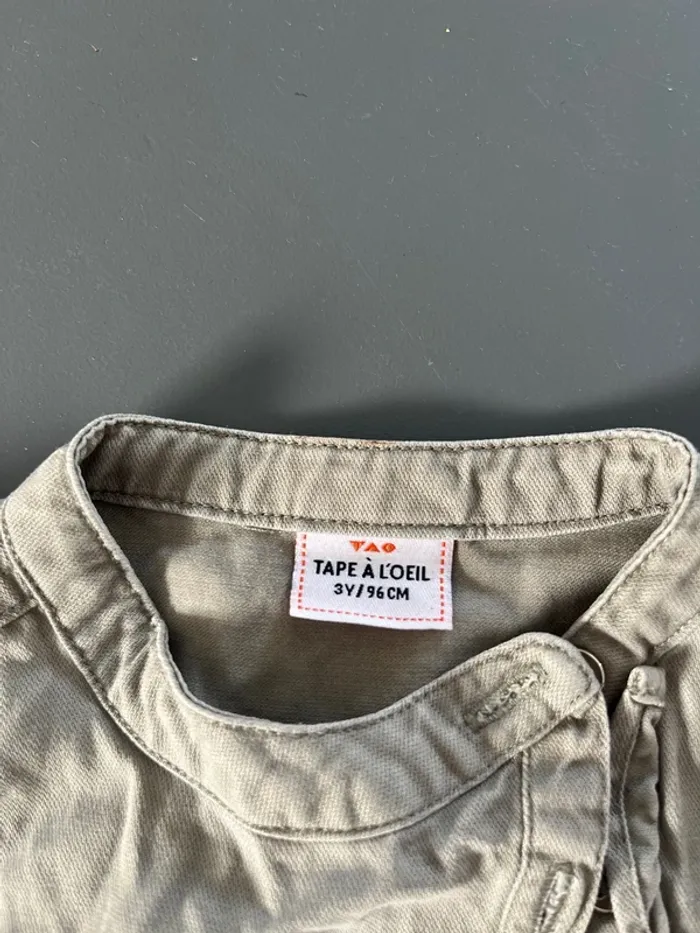 TAO
TAPE À L'OEIL
3Y/96CM